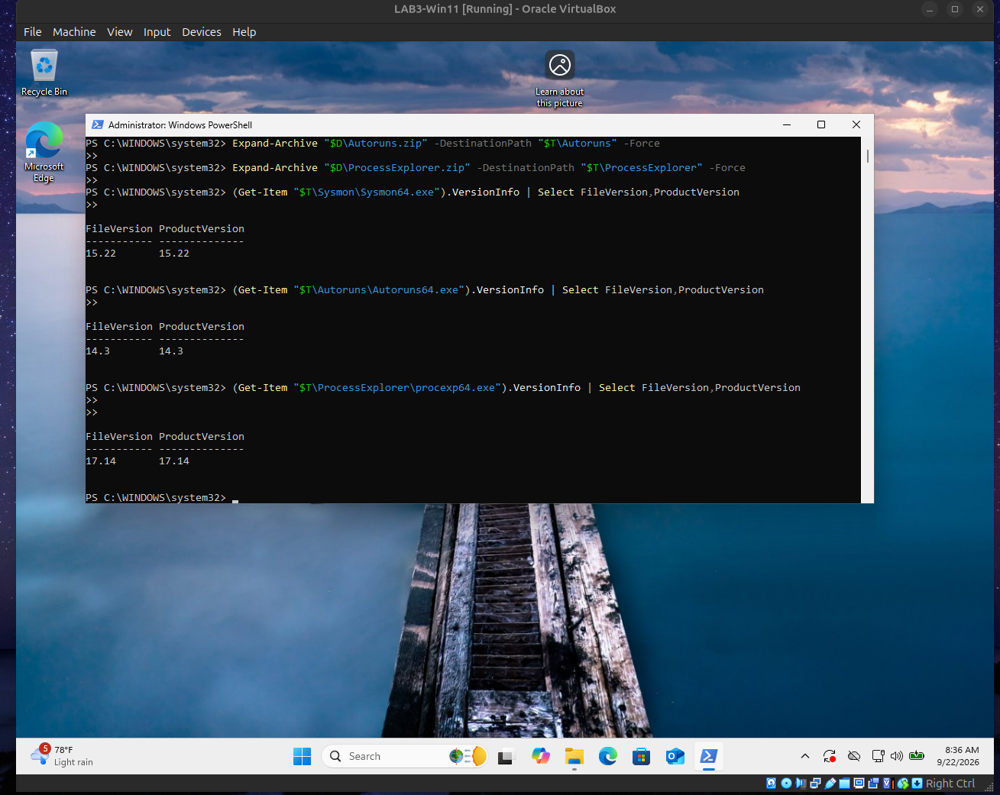 LAB3-Win11 [Running] - Oracle VirtualBox
File Machine View Input Devices Help
Recycle Bin
Learn about
this picture
Microsoft
Edge
Administrator: Windows PowerShell
PS C:\WINDOWS\system32> Expand-Archive "$D\Autoruns.zip" -DestinationPath "$T\Autoruns" -Force
>>
PS C:\WINDOWS\system32> Expand-Archive "$D\ProcessExplorer.zip" -DestinationPath "$T\ProcessExplorer" -Force
>>
PS C:\WINDOWS\system32> (Get-Item "$T\Sysmon\Sysmon64.exe").VersionInfo | Select FileVersion,ProductVersion
>>
FileVersion ProductVersion
----------- --------------
15.22 15.22
PS C:\WINDOWS\system32> (Get-Item "$T\Autoruns\Autoruns64.exe").VersionInfo | Select FileVersion,ProductVersion
>>
FileVersion ProductVersion
----------- --------------
14.3 14.3
PS C:\WINDOWS\system32> (Get-Item "$T\ProcessExplorer\procexp64.exe").VersionInfo | Select FileVersion,ProductVersion
>>
>>
FileVersion ProductVersion
----------- --------------
17.14 17.14
PS C:\WINDOWS\system32>
5
78°F
Light rain
Search
8:36 AM
9/22/2026
Right Ctrl